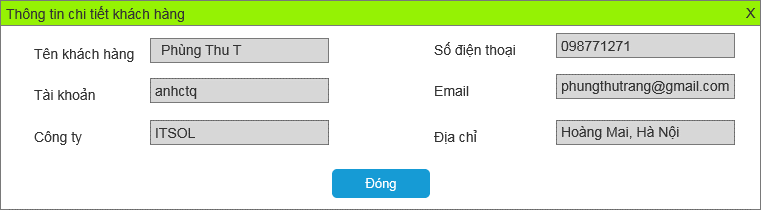 Thông tin chi tiết khách hàng X
Tên khách hàng Phùng Thu T
Số điện thoại 098771271
Tài khoản anhctq
Email phungthutrang@gmail.com
Công ty ITSOL
Địa chỉ Hoàng Mai, Hà Nội
Đóng